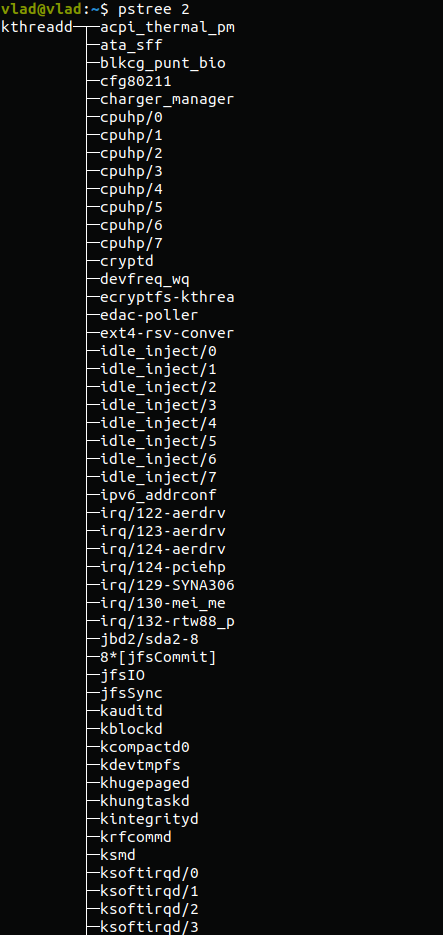 vlad@vlad:~$ pstree 2
kthreadd─┬─acpi_thermal_pm
         ├─ata_sff
         ├─blkcg_punt_bio
         ├─cfg80211
         ├─charger_manager
         ├─cpuhp/0
         ├─cpuhp/1
         ├─cpuhp/2
         ├─cpuhp/3
         ├─cpuhp/4
         ├─cpuhp/5
         ├─cpuhp/6
         ├─cpuhp/7
         ├─cryptd
         ├─devfreq_wq
         ├─ecryptfs-kthrea
         ├─edac-poller
         ├─ext4-rsv-conver
         ├─idle_inject/0
         ├─idle_inject/1
         ├─idle_inject/2
         ├─idle_inject/3
         ├─idle_inject/4
         ├─idle_inject/5
         ├─idle_inject/6
         ├─idle_inject/7
         ├─ipv6_addrconf
         ├─irq/122-aerdrv
         ├─irq/123-aerdrv
         ├─irq/124-aerdrv
         ├─irq/124-pciehp
         ├─irq/129-SYNA306
         ├─irq/130-mei_me
         ├─irq/132-rtw88_p
         ├─jbd2/sda2-8
         ├─8*[jfsCommit]
         ├─jfsIO
         ├─jfsSync
         ├─kauditd
         ├─kblockd
         ├─kcompactd0
         ├─kdevtmpfs
         ├─khugepaged
         ├─khungtaskd
         ├─kintegrityd
         ├─krfcommd
         ├─ksmd
         ├─ksoftirqd/0
         ├─ksoftirqd/1
         ├─ksoftirqd/2
         ├─ksoftirqd/3